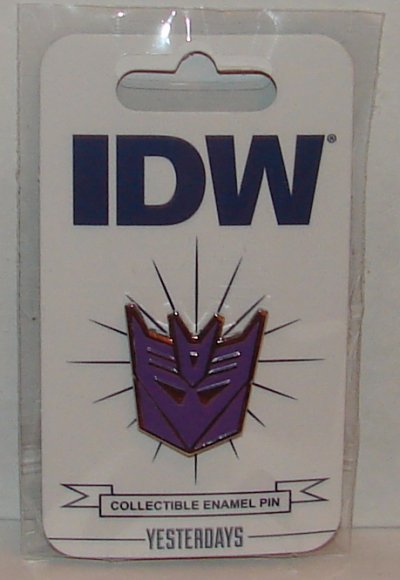 IDW®
COLLECTIBLE ENAMEL PIN
YESTERDAYS